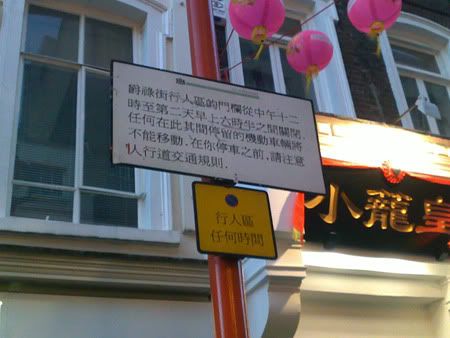 爵祿街行人區的門欄從中午十二
時至第二天早上六時半之間關閉.
任何在此其間停留的機動車輛將
不能移動.在你停車之前,請注意
人行道交通規則.
行人區
任何時間
小龍皇